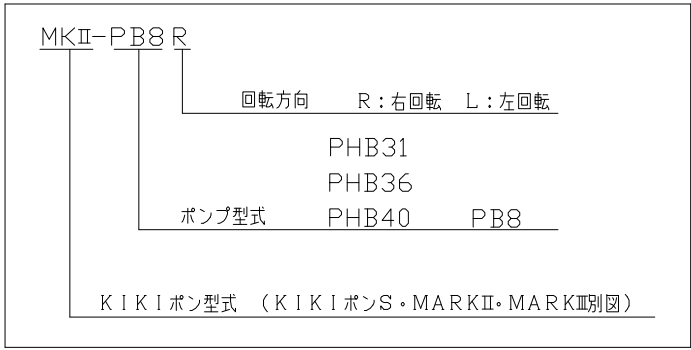 MKⅡ-PB8 R
回転方向 R:右回転 L:左回転
PHB31
PHB36
ポンプ型式 PHB40 PB8
KIKIポン型式 (KIKIポンS・MARKⅡ・MARKⅢ別図)